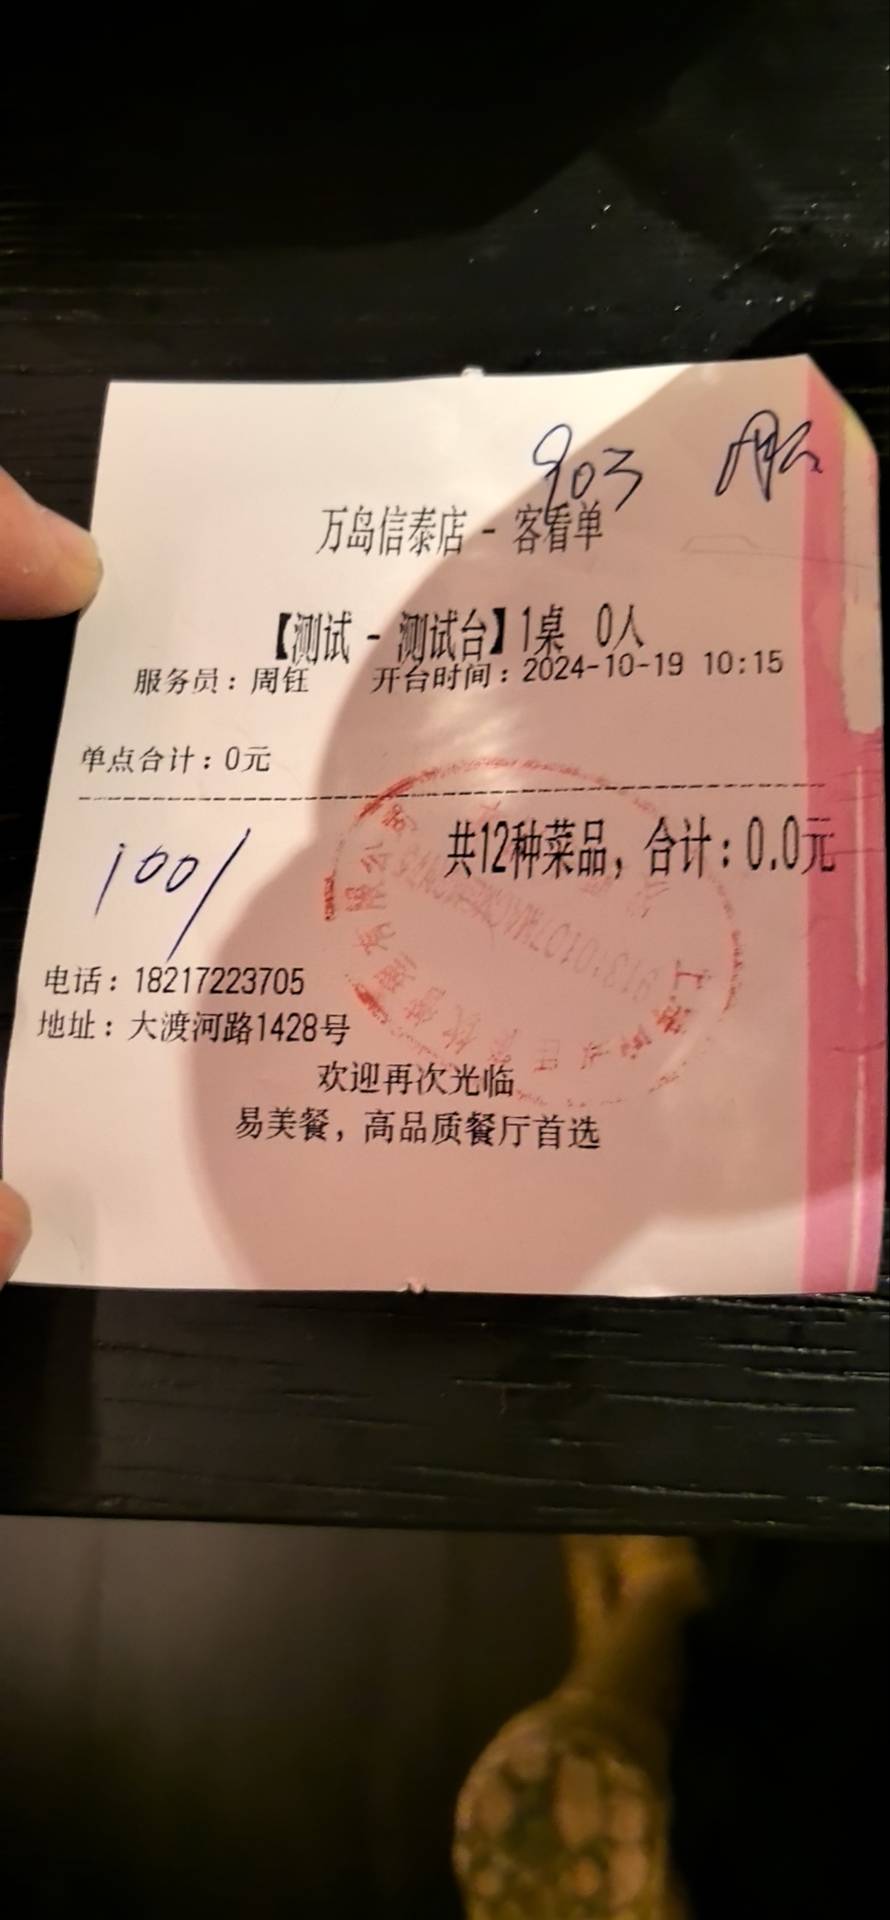 903
万岛信泰店 - 客看单
【测试 - 测试台】1桌 0人
服务员：周钰 开台时间：2024-10-19 10:15
单点合计：0元
共12种菜品，合计：0.0元
100/
电话：18217223705
地址：大渡河路1428号
欢迎再次光临
易美餐，高品质餐厅首选